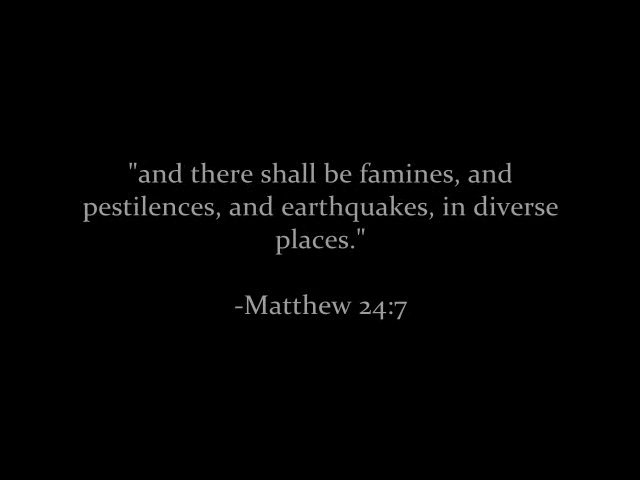 "and there shall be famines, and
pestilences, and earthquakes, in diverse
places."
-Matthew 24:7